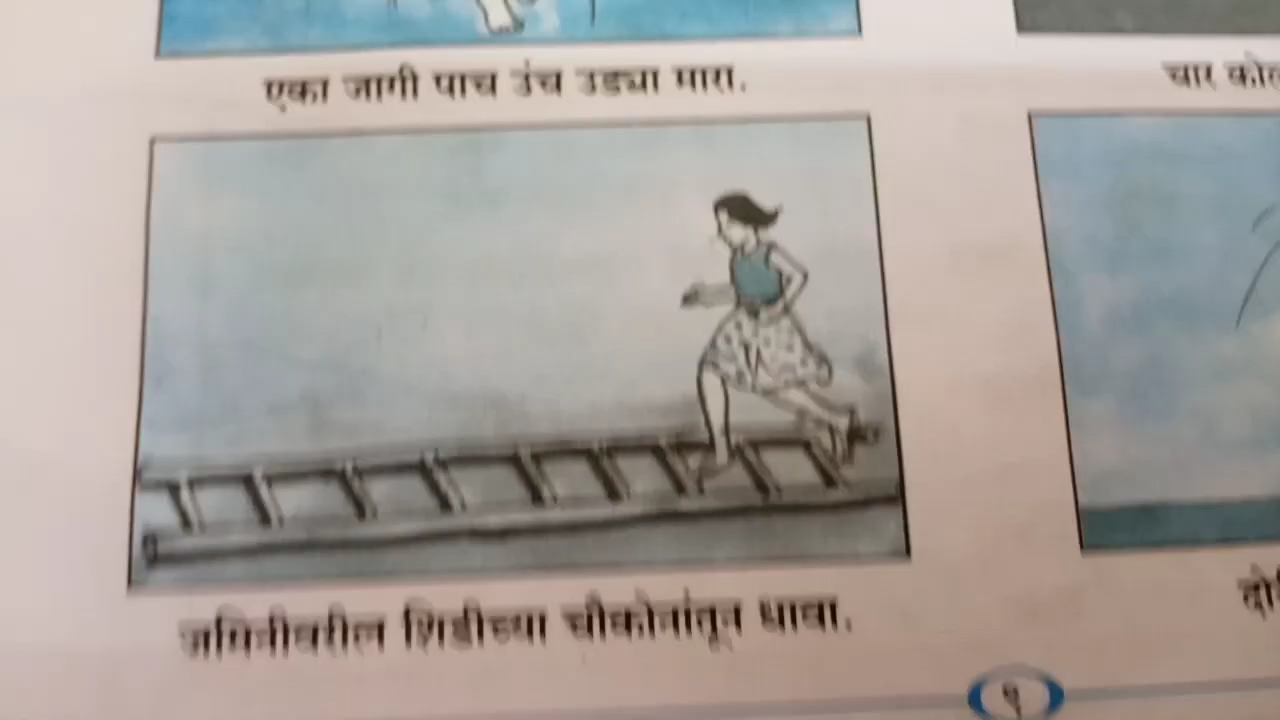 एका जागी पाच उंच उड्या मारा.
चार
जमिनीवरील शिडीच्या चौकोनांतून धावा.